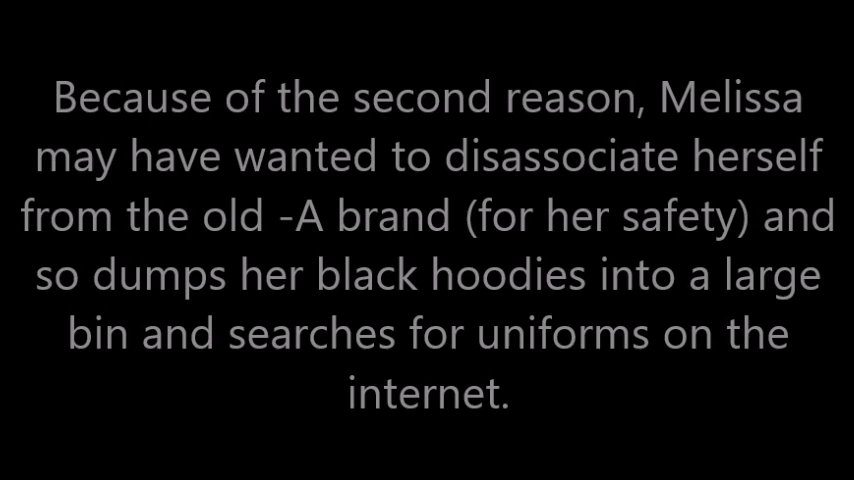 Because of the second reason, Melissa
may have wanted to disassociate herself
from the old -A brand (for her safety) and
so dumps her black hoodies into a large
bin and searches for uniforms on the
internet.